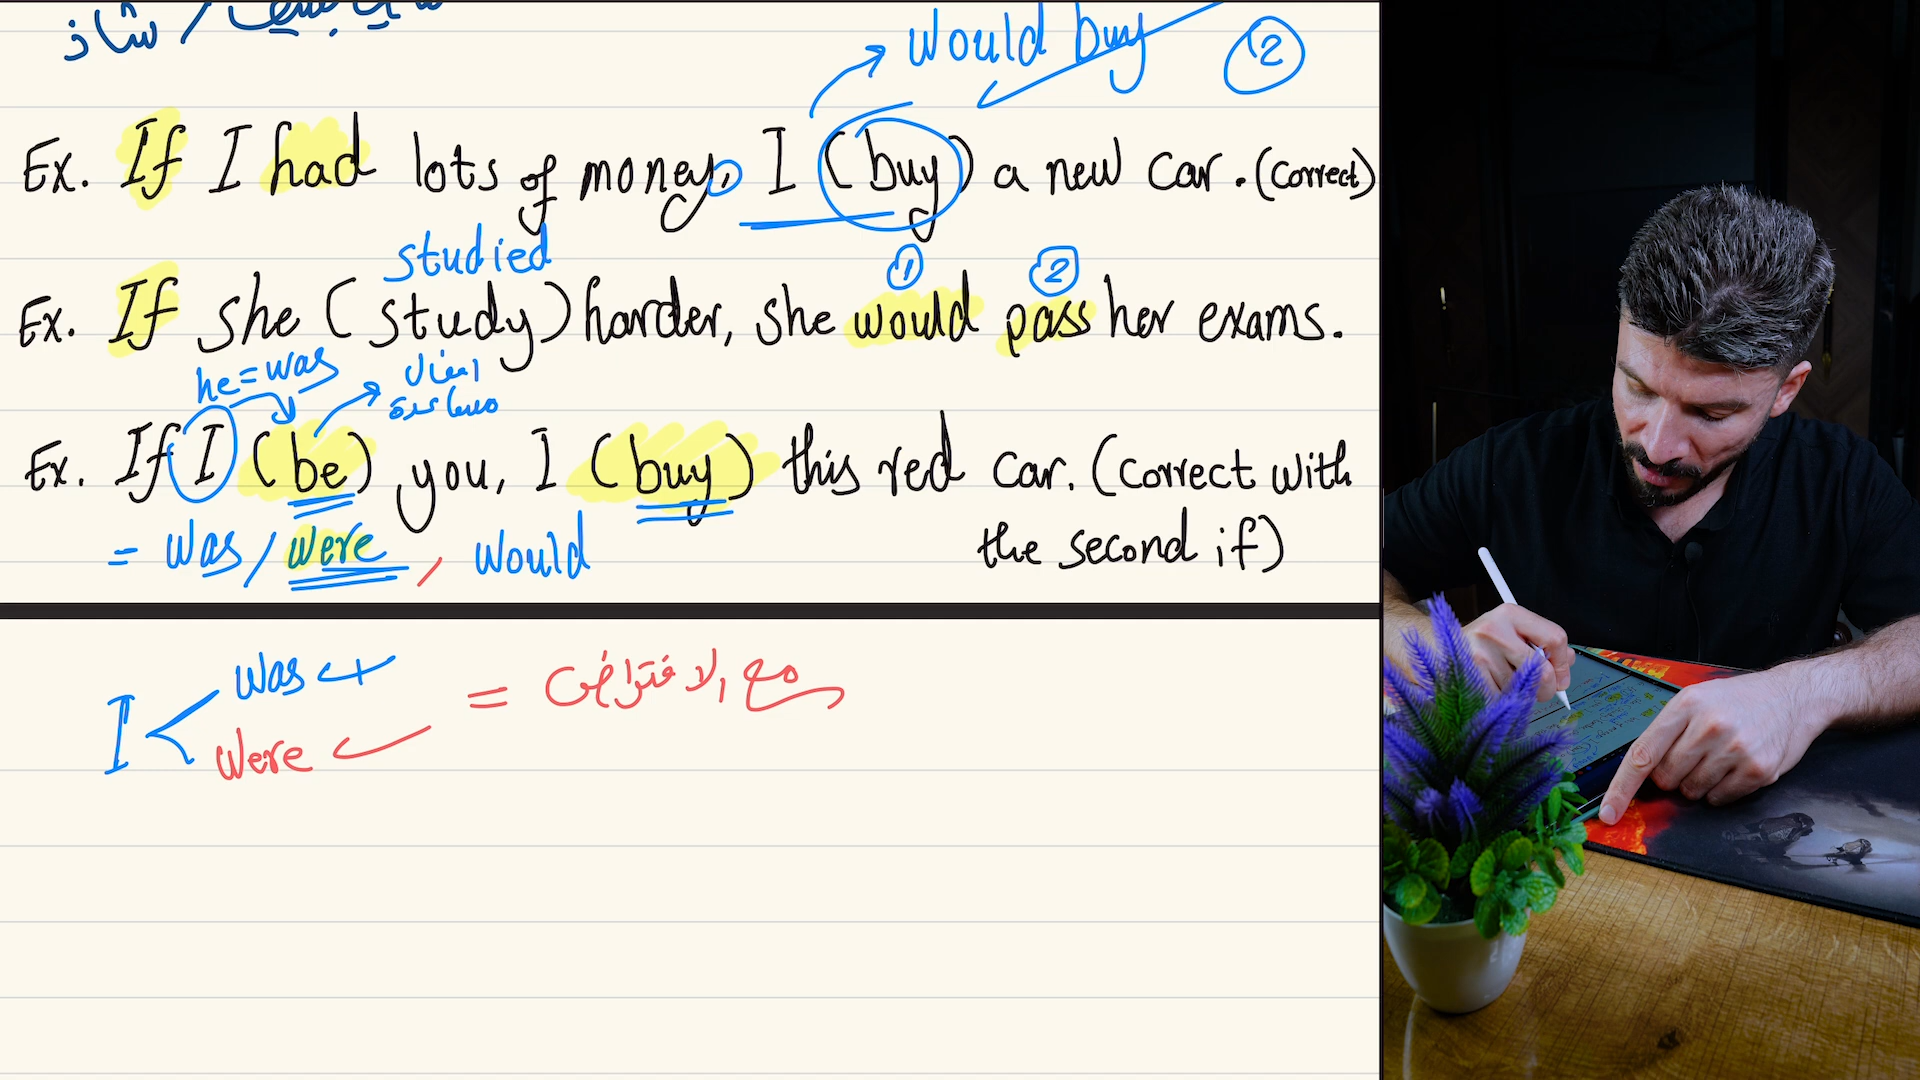 would buy ②
Ex. If I had lots of money, I (buy) a new car. (correct)
studied ① ②
Ex. If she (study) harder, she would pass her exams.
he = was
Ex. If I (be) you, I (buy) this red car. (correct with
= was / were , would the second if)
was
I = مع الافتراض
were